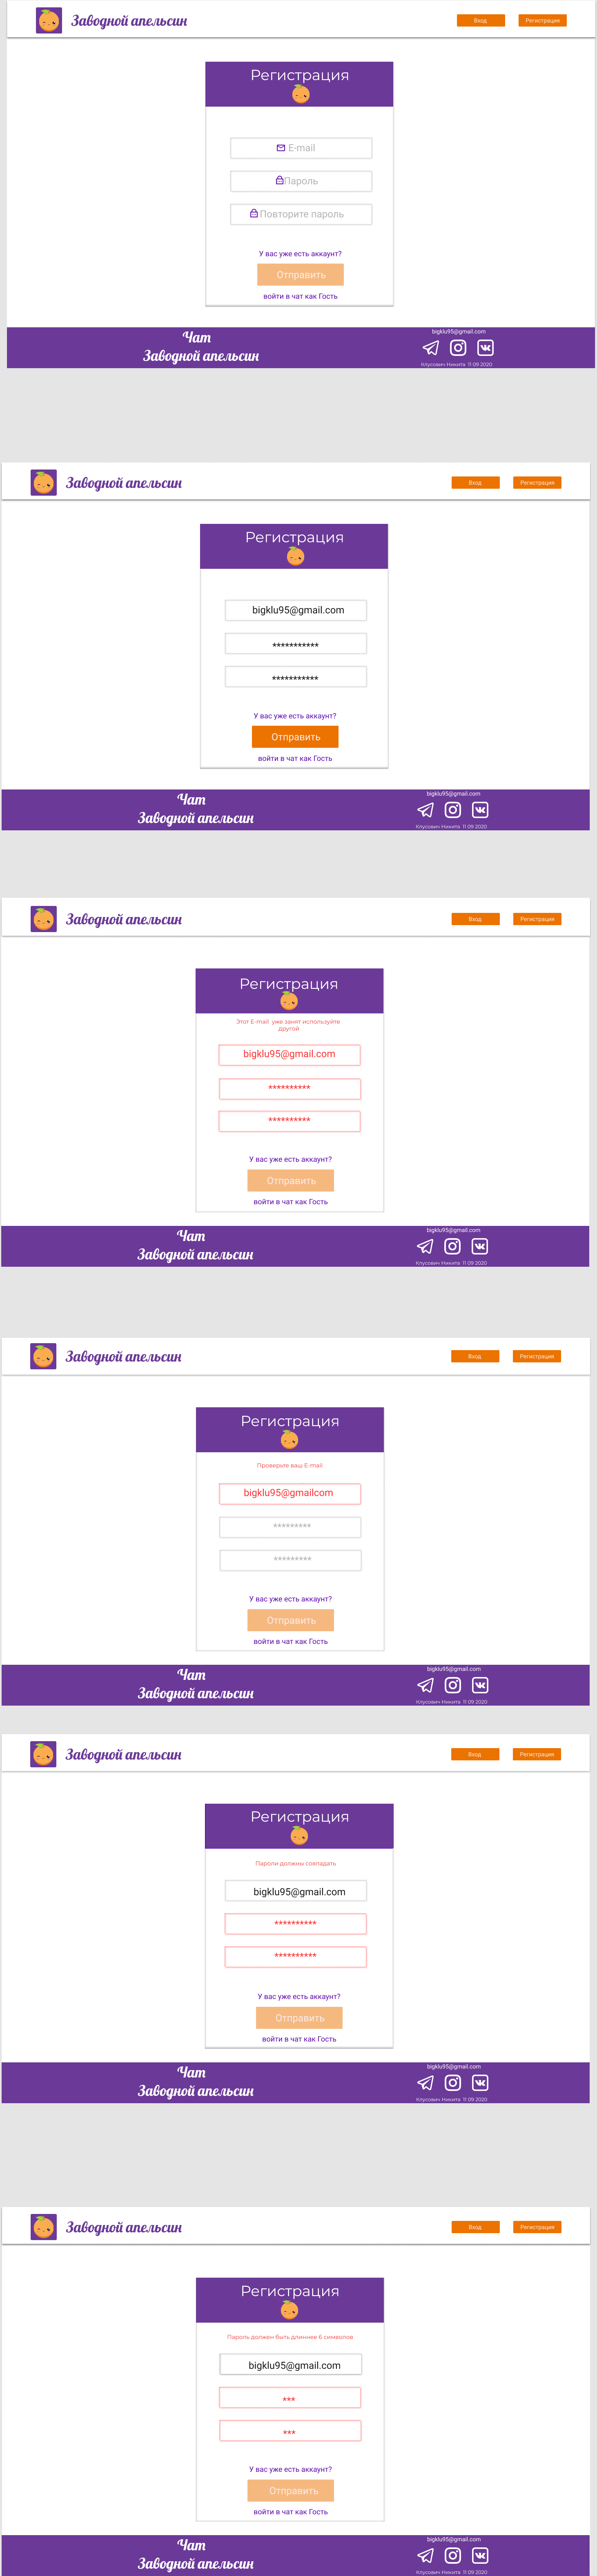 Заводной апельсин
Вход
Регистрация
Регистрация
E-mail
Пароль
Повторите пароль
У вас уже есть аккаунт?
Отправить
войти в чат как Гость
Чат
Заводной апельсин
bigklu95@gmail.com
Клусович Никита 11 09 2020
Заводной апельсин
Вход
Регистрация
Регистрация
bigklu95@gmail.com
***********
***********
У вас уже есть аккаунт?
Отправить
войти в чат как Гость
Чат
Заводной апельсин
bigklu95@gmail.com
Клусович Никита 11 09 2020
Заводной апельсин
Вход
Регистрация
Регистрация
Этот E-mail уже занят используйте
другой
bigklu95@gmail.com
**********
**********
У вас уже есть аккаунт?
Отправить
войти в чат как Гость
Чат
Заводной апельсин
bigklu95@gmail.com
Клусович Никита 11 09 2020
Заводной апельсин
Вход
Регистрация
Регистрация
Проверьте ваш E-mail
bigklu95@gmailcom
*********
*********
У вас уже есть аккаунт?
Отправить
войти в чат как Гость
Чат
Заводной апельсин
bigklu95@gmail.com
Клусович Никита 11 09 2020
Заводной апельсин
Вход
Регистрация
Регистрация
Пароли должны совпадать
bigklu95@gmail.com
**********
**********
У вас уже есть аккаунт?
Отправить
войти в чат как Гость
Чат
Заводной апельсин
bigklu95@gmail.com
Клусович Никита 11 09 2020
Заводной апельсин
Вход
Регистрация
Регистрация
Пароль должен быть длиннее 6 символов
bigklu95@gmail.com
***
***
У вас уже есть аккаунт?
Отправить
войти в чат как Гость
Чат
Заводной апельсин
bigklu95@gmail.com
Клусович Никита 11 09 2020